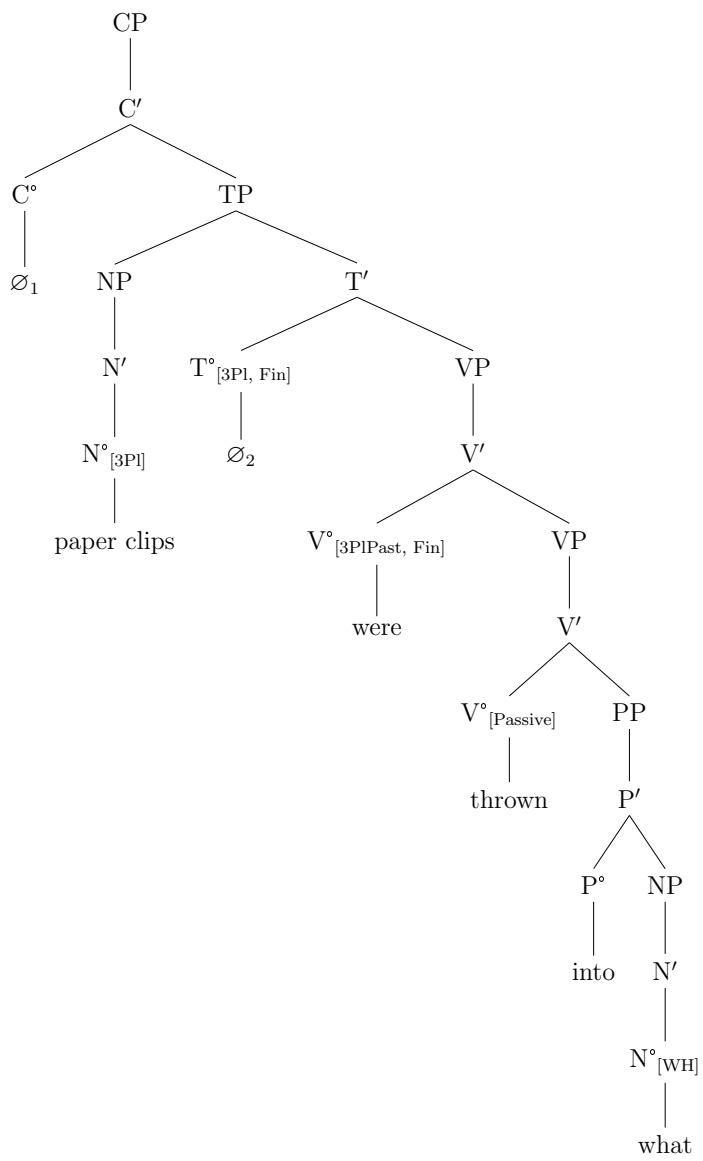 CP
C′
C° TP
∅₁ NP T′
N′ T°[3Pl, Fin] VP
N°[3Pl] ∅₂ V′
paper clips V°[3PlPast, Fin] VP
were V′
V°[Passive] PP
thrown P′
P° NP
into N′
N°[WH]
what